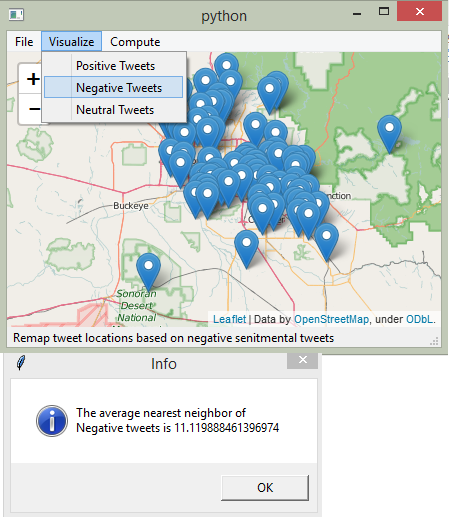 python
File Visualize Compute
Positive Tweets
Negative Tweets
Neutral Tweets
+
−
Buckeye
Sonoran
Desert
National
Leaflet | Data by OpenStreetMap, under ODbL.
Remap tweet locations based on negative senitmental tweets
Info
The average nearest neighbor of
Negative tweets is 11.119888461396974
OK